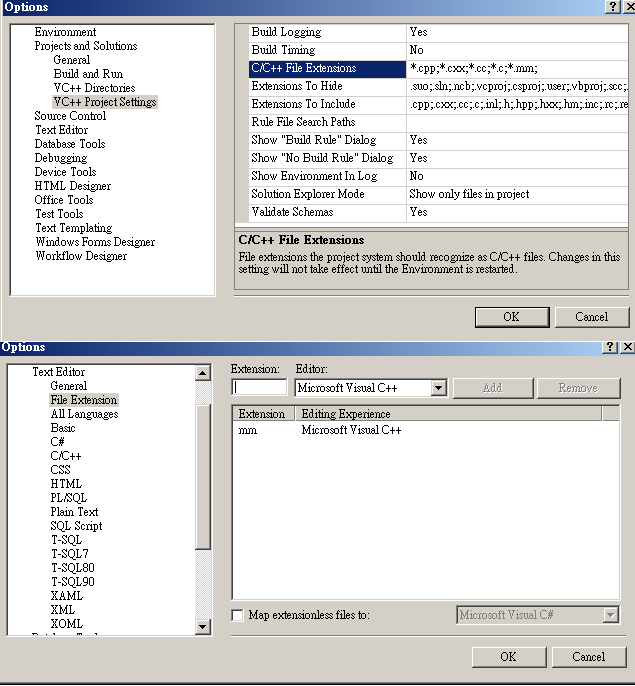 Options
Environment
Projects and Solutions
General
Build and Run
VC++ Directories
VC++ Project Settings
Source Control
Text Editor
Database Tools
Debugging
Device Tools
HTML Designer
Office Tools
Test Tools
Text Templating
Windows Forms Designer
Workflow Designer
Build Logging Yes
Build Timing No
C/C++ File Extensions *.cpp;*.cxx;*.cc;*.c;*.mm;
Extensions To Hide .suo;.sln;.ncb;.vcproj;.csproj;.user;.vbproj;.scc;.
Extensions To Include .cpp;.cxx;.cc;.c;.inl;.h;.hpp;.hxx;.hm;.inc;.rc;.re
Rule File Search Paths
Show "Build Rule" Dialog Yes
Show "No Build Rule" Dialog Yes
Show Environment In Log No
Solution Explorer Mode Show only files in project
Validate Schemas Yes
C/C++ File Extensions
File extensions the project system should recognize as C/C++ files. Changes in this
setting will not take effect until the Environment is restarted.
OK Cancel
Options
Text Editor
General
File Extension
All Languages
Basic
C#
C/C++
CSS
HTML
PL/SQL
Plain Text
SQL Script
T-SQL
T-SQL7
T-SQL80
T-SQL90
XAML
XML
XOML
Extension: Editor:
Microsoft Visual C++ Add Remove
Extension Editing Experience
mm Microsoft Visual C++
Map extensionless files to: Microsoft Visual C#
OK Cancel